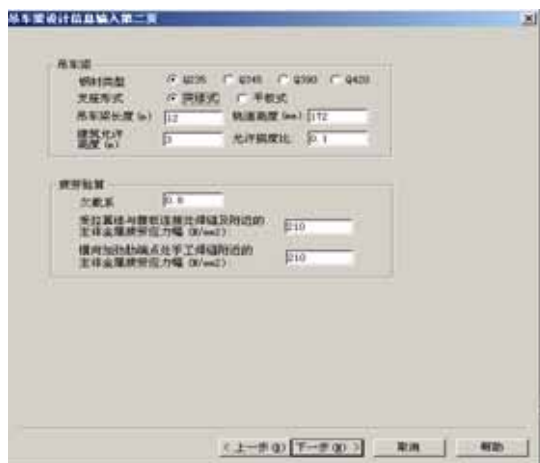 吊车梁设计信息输入第二页
吊车梁
钢材类型 Q235 Q345 Q390 Q420
支座形式 突缘式 平板式
吊车梁长度(m) 12 轨道高度(mm) 172
建筑允许高度(m) 3 允许挠度比 0.1
疲劳验算
欠载系 0.8
受拉翼缘与腹板连接处焊缝及附近的
主体金属疲劳应力幅(N/mm2) 210
横向加劲肋端点处手工焊缝附近的
主体金属疲劳应力幅(N/mm2) 210
<上一步(B) 下一步(N)> 取消 帮助